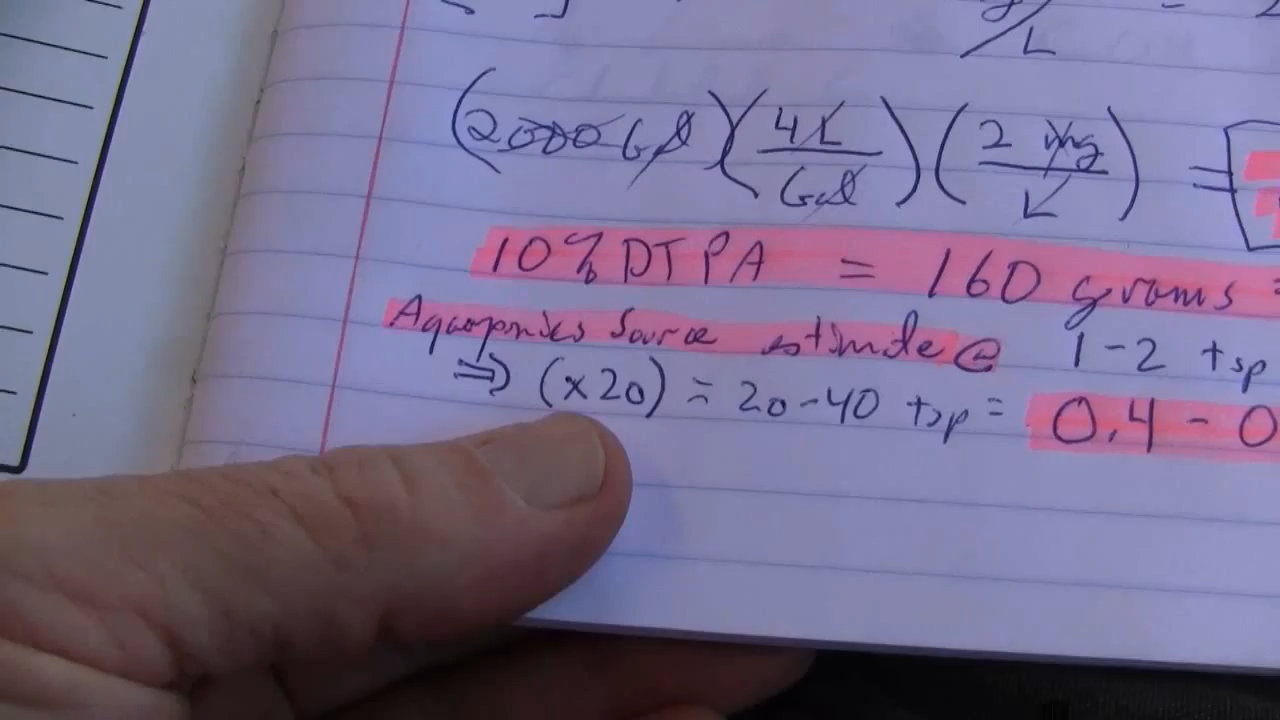 g/L =
(2000 Gal) (4 L / Gal) (2 mg / L) =
10% DTPA = 160 grams =
Aquaponics Source estimate @ 1-2 tsp
⇒ (x20) = 20-40 tsp = 0.4 - 0